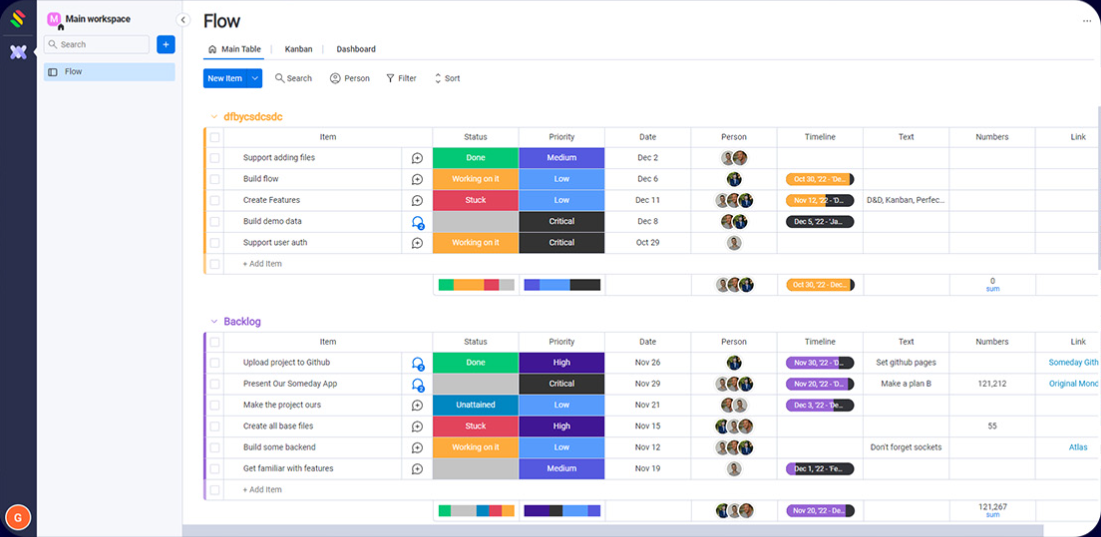 M Main workspace
Search
+
Flow
G
Flow
Main Table Kanban Dashboard
New Item Search Person Filter Sort
dfbycsdcsdc
Item Status Priority Date Person Timeline Text Numbers Link
Support adding files Done Medium Dec 2
Build flow Working on it Low Dec 6 Oct 30, '22 - 'De...
Create Features Stuck Low Dec 11 Nov 12, '22 - 'D... D&D, Kanban, Perfec...
Build demo data 2 Critical Dec 8 Dec 5, '22 - 'Ja...
Support user auth Working on it Critical Oct 29
+ Add Item
Oct 30, '22 - Dec... 0
sum
Backlog
Item Status Priority Date Person Timeline Text Numbers Link
Upload project to Github 2 Done High Nov 26 Nov 30, '22 - 'D... Set github pages Someday Gith
Present Our Someday App 2 Critical Nov 29 Nov 20, '22 - 'D... Make a plan B 121,212 Original Mond
Make the project ours Unattained Low Nov 21 Dec 3, '22 - 'De...
Create all base files Stuck High Nov 15 55
Build some backend Working on it Low Nov 12 Don't forget sockets Atlas
Get familiar with features Medium Nov 19 Dec 1, '22 - 'Fe...
+ Add Item
Nov 20, '22 - De... 121,267
sum